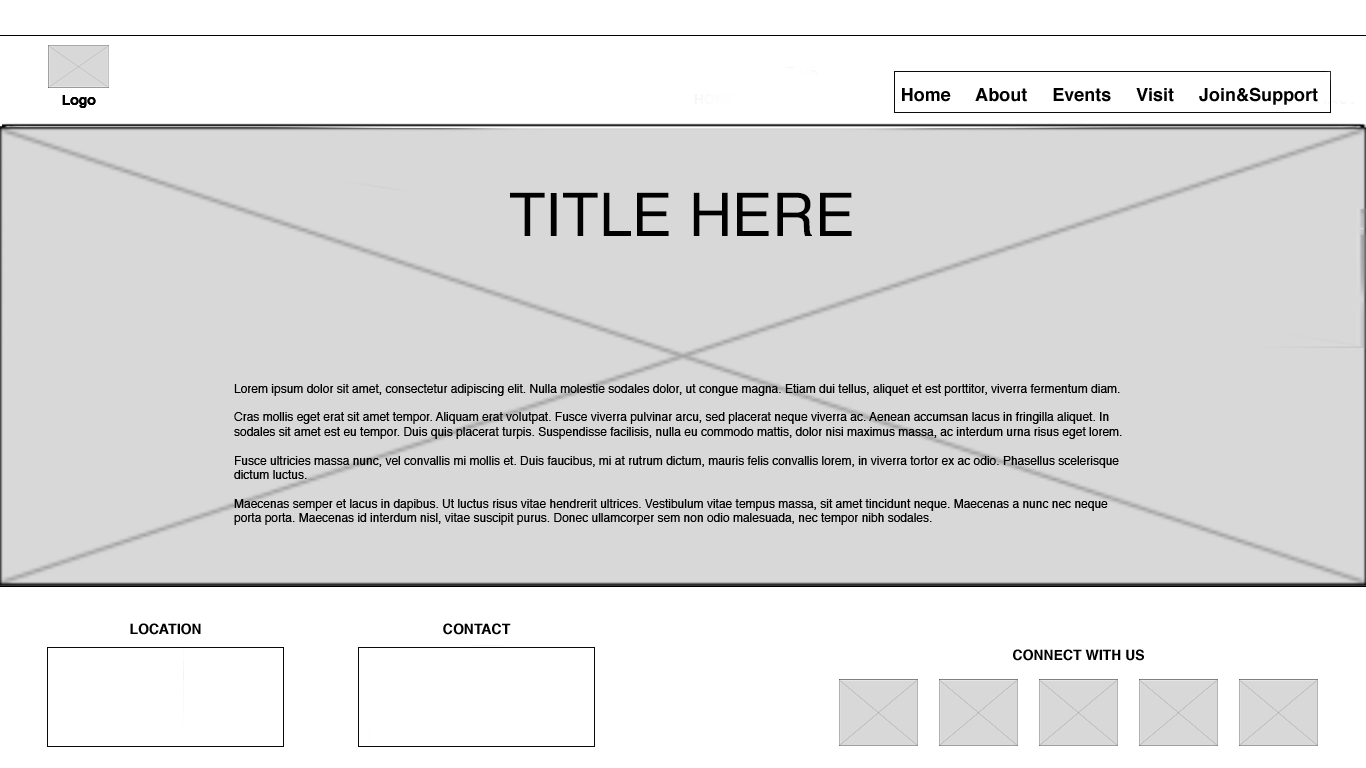 Logo
Home About Events Visit Join&Support
TITLE HERE
Lorem ipsum dolor sit amet, consectetur adipiscing elit. Nulla molestie sodales dolor, ut congue magna. Etiam dui tellus, aliquet et est porttitor, viverra fermentum diam.
Cras mollis eget erat sit amet tempor. Aliquam erat volutpat. Fusce viverra pulvinar arcu, sed placerat neque viverra ac. Aenean accumsan lacus in fringilla aliquet. In
sodales sit amet est eu tempor. Duis quis placerat turpis. Suspendisse facilisis, nulla eu commodo mattis, dolor nisi maximus massa, ac interdum urna risus eget lorem.
Fusce ultricies massa nunc, vel convallis mi mollis et. Duis faucibus, mi at rutrum dictum, mauris felis convallis lorem, in viverra tortor ex ac odio. Phasellus scelerisque
dictum luctus.
Maecenas semper et lacus in dapibus. Ut luctus risus vitae hendrerit ultrices. Vestibulum vitae tempus massa, sit amet tincidunt neque. Maecenas a nunc nec neque
porta porta. Maecenas id interdum nisl, vitae suscipit purus. Donec ullamcorper sem non odio malesuada, nec tempor nibh sodales.
LOCATION
CONTACT
CONNECT WITH US